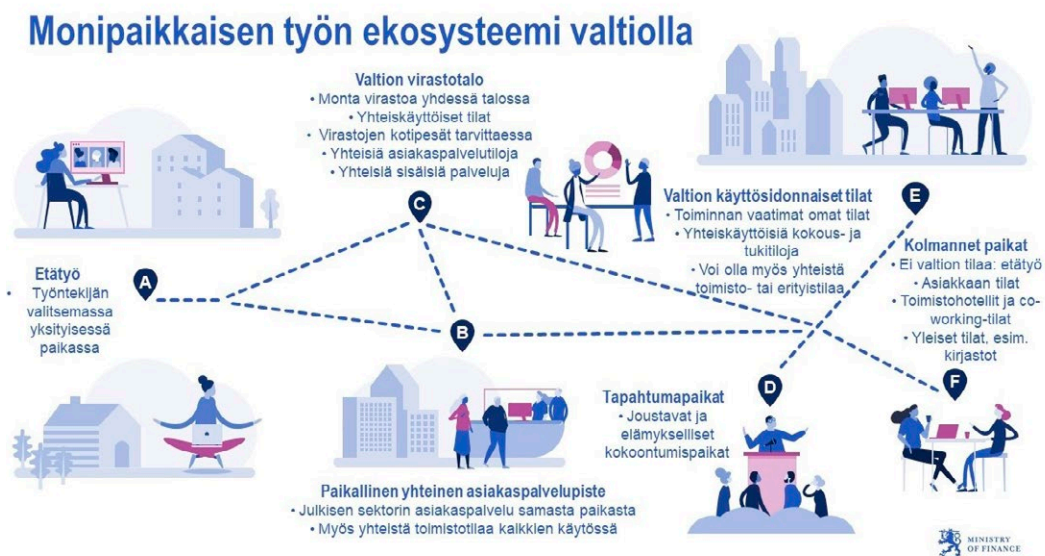 Monipaikkaisen työn ekosysteemi valtiolla
Valtion virastotalo
• Monta virastoa yhdessä talossa
• Yhteiskäyttöiset tilat
• Virastojen kotipesät tarvittaessa
• Yhteisiä asiakaspalvelutiloja
• Yhteisiä sisäisiä palveluja
C
Valtion käyttösidonnaiset tilat
• Toiminnan vaatimat omat tilat
• Yhteiskäyttöisiä kokous- ja
tukitiloja
• Voi olla myös yhteistä
toimisto- tai erityistilaa
E
Kolmannet paikat
• Ei valtion tilaa: etätyö
• Asiakkaan tilat
• Toimistohotellit ja co-
working-tilat
• Yleiset tilat, esim.
kirjastot
F
Etätyö
• Työntekijän
valitsemassa
yksityisessä
paikassa
A
B
Paikallinen yhteinen asiakaspalvelupiste
• Julkisen sektorin asiakaspalvelu samasta paikasta
• Myös yhteistä toimistotilaa kaikkien käytössä
D
Tapahtumapaikat
• Joustavat ja
elämykselliset
kokoontumispaikat
MINISTRY
OF FINANCE